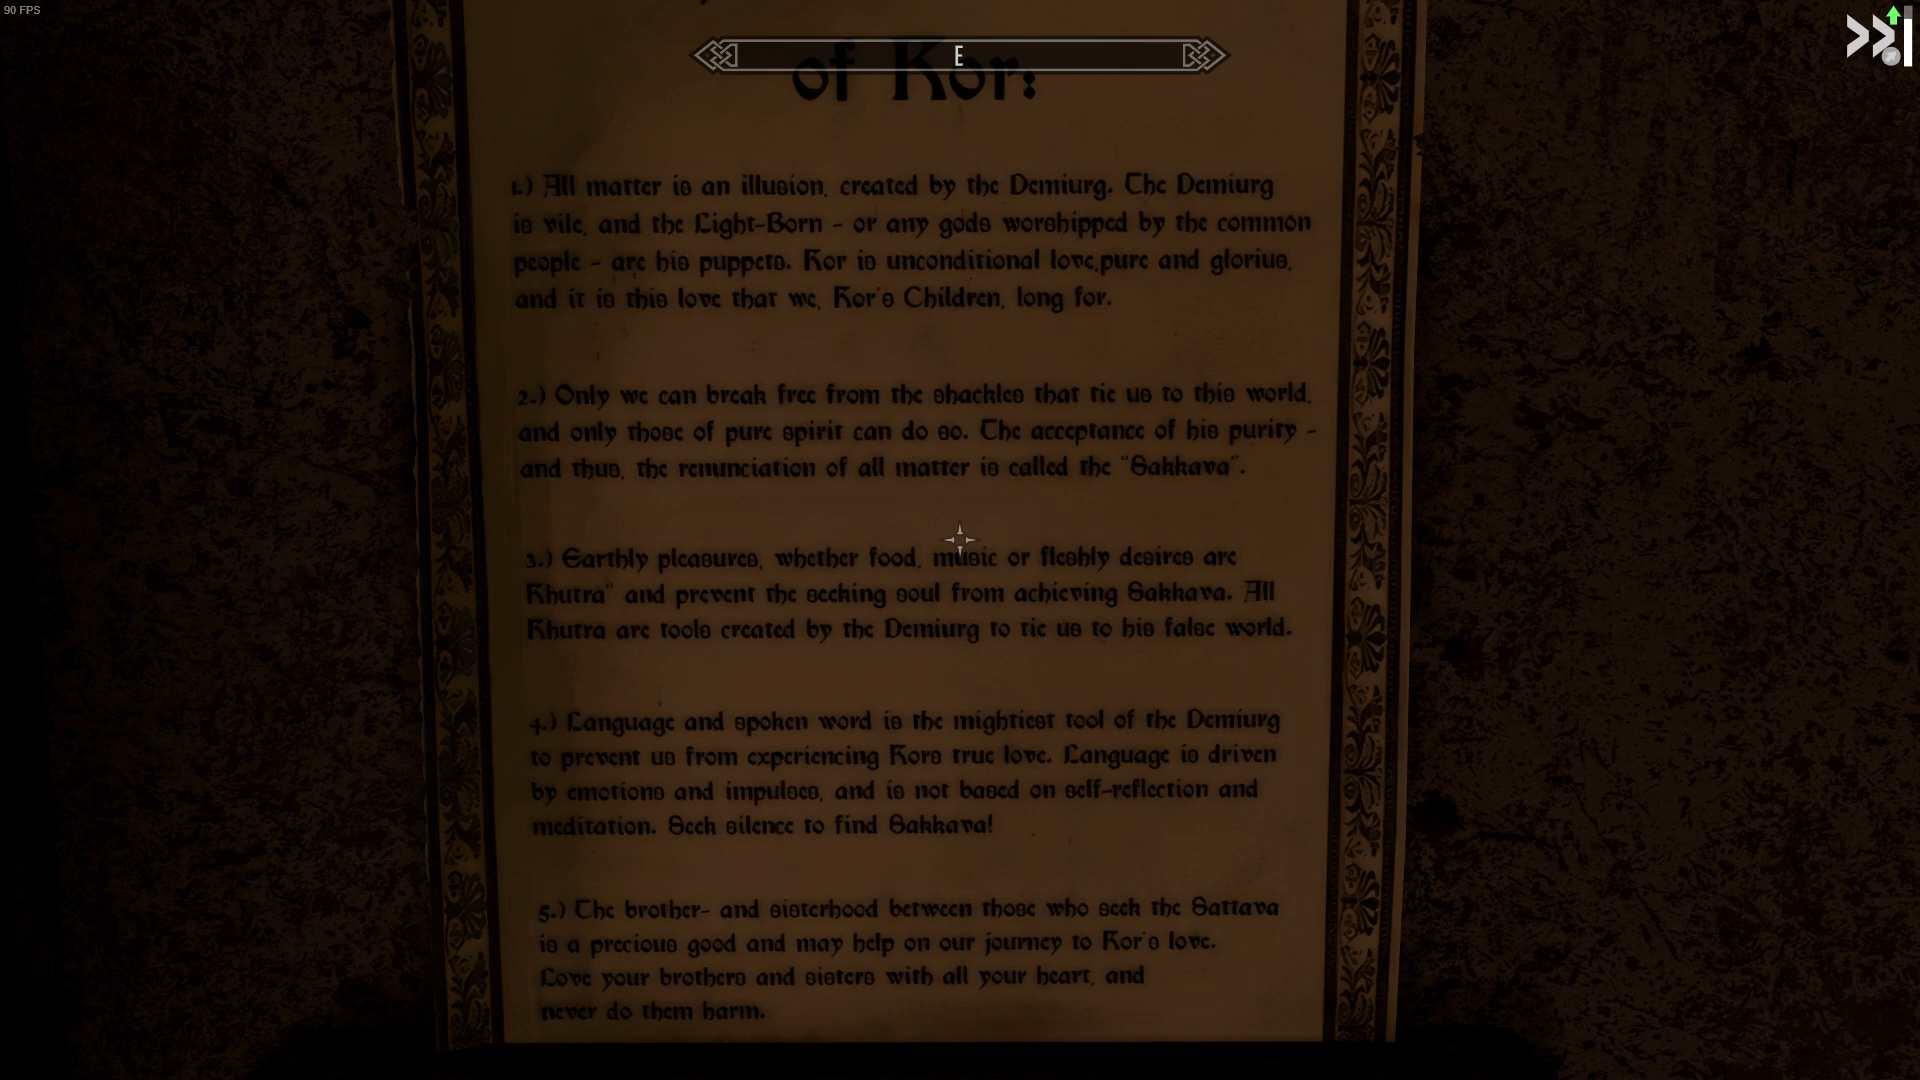 90 FPS
E
of Kor:
1.) All matter is an illusion, created by the Demiurg. The Demiurg
is vile, and the Light-Born - or any gods worshipped by the common
people - are his puppets. Kor is unconditional love,pure and glorius,
and it is this love that we, Kor's Children, long for.
2.) Only we can break free from the shackles that tie us to this world,
and only those of pure spirit can do so. The acceptance of his purity -
and thus, the renunciation of all matter is called the "Sakkava".
3.) Earthly pleasures, whether food, music or fleshly desires are
Khutra" and prevent the seeking soul from achieving Sakkava. All
Khutra are tools created by the Demiurg to tie us to his false world.
4.) Language and spoken word is the mightiest tool of the Demiurg
to prevent us from experiencing Kors true love. Language is driven
by emotions and impulses, and is not based on self-reflection and
meditation. Seek silence to find Sakkava!
5.) The brother- and sisterhood between those who seek the Sattava
is a precious good and may help on our journey to Kor's love.
Love your brothers and sisters with all your heart, and
never do them harm.